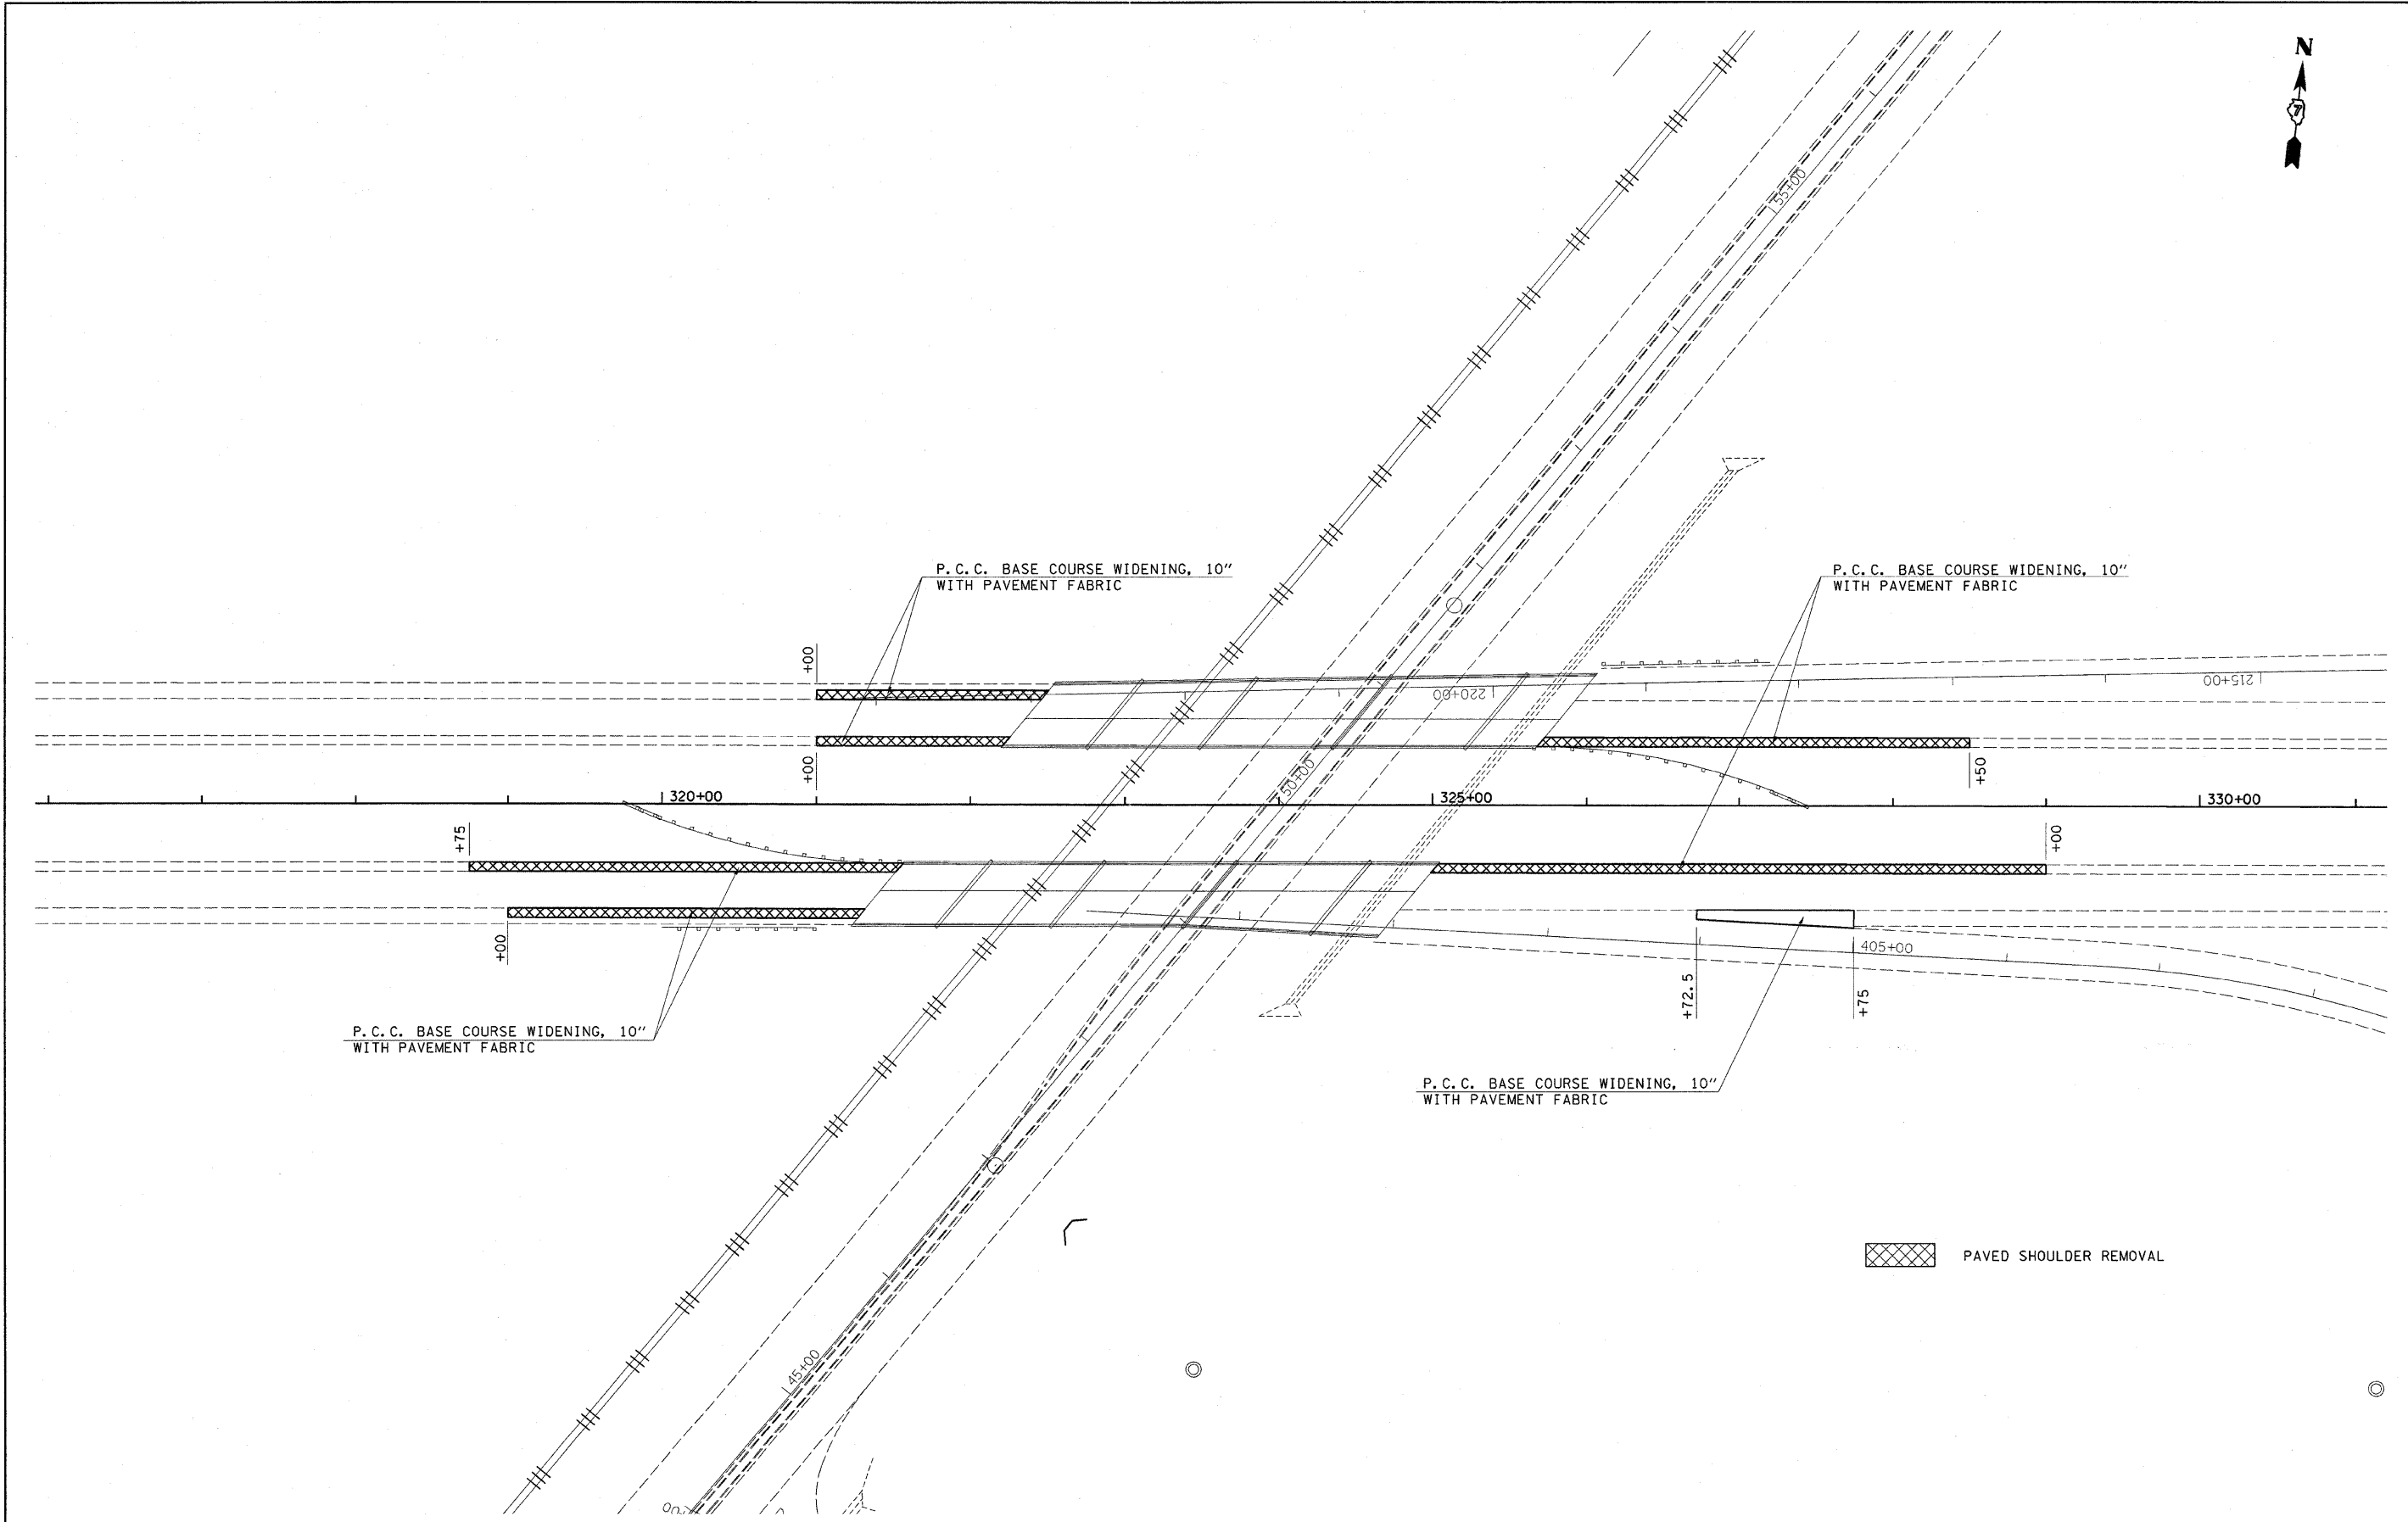 N
7
55+00
P.C.C. BASE COURSE WIDENING, 10"
WITH PAVEMENT FABRIC
P.C.C. BASE COURSE WIDENING, 10"
WITH PAVEMENT FABRIC
+00
220+00
215+00
+00
50+00
+50
320+00
325+00
330+00
+75
+00
+00
405+00
+72.5
+75
P.C.C. BASE COURSE WIDENING, 10"
WITH PAVEMENT FABRIC
P.C.C. BASE COURSE WIDENING, 10"
WITH PAVEMENT FABRIC
PAVED SHOULDER REMOVAL
45+00